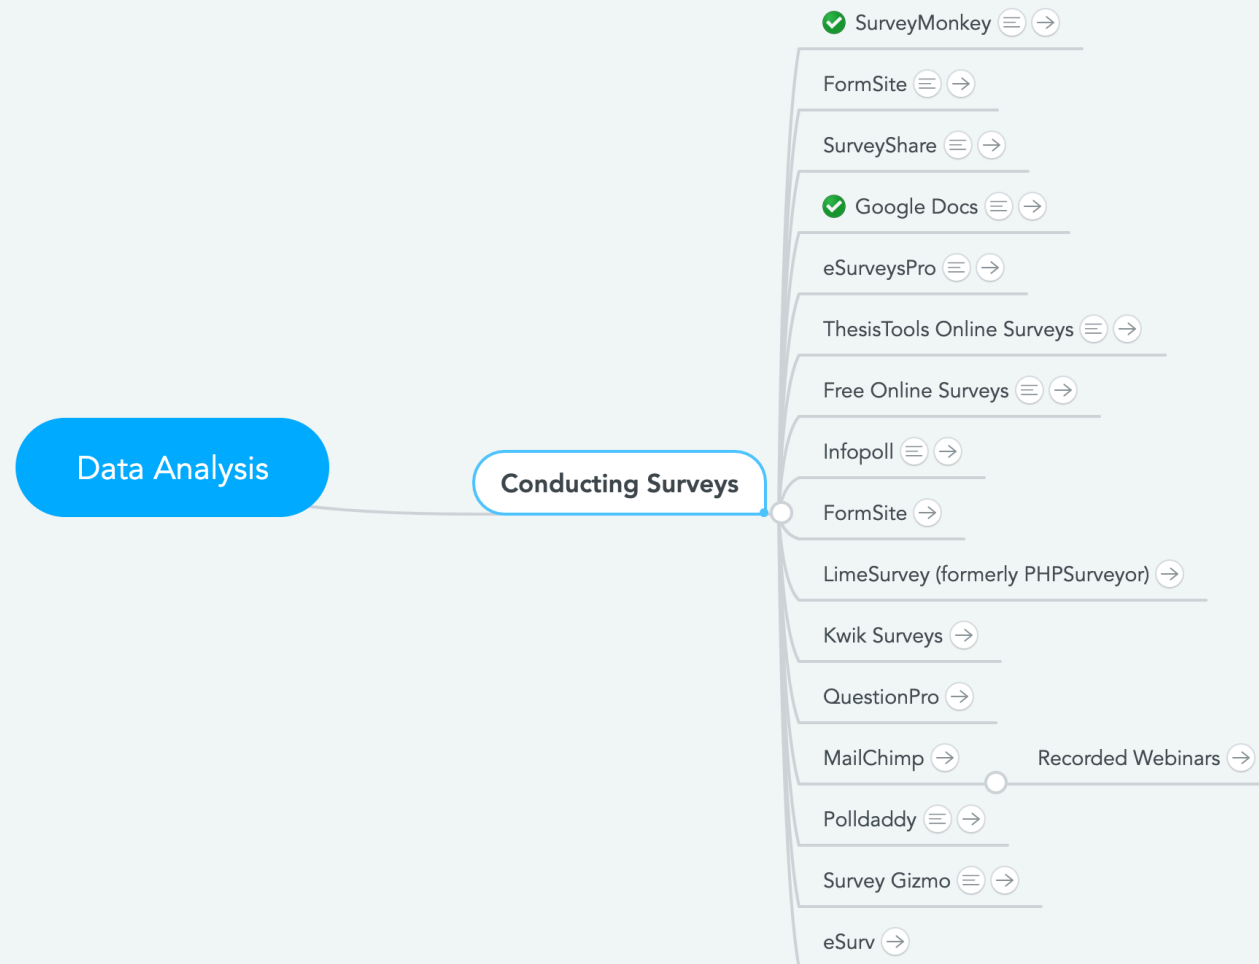 Data Analysis
Conducting Surveys
SurveyMonkey
FormSite
SurveyShare
Google Docs
eSurveysPro
ThesisTools Online Surveys
Free Online Surveys
Infopoll
FormSite
LimeSurvey (formerly PHPSurveyor)
Kwik Surveys
QuestionPro
MailChimp
Recorded Webinars
Polldaddy
Survey Gizmo
eSurv